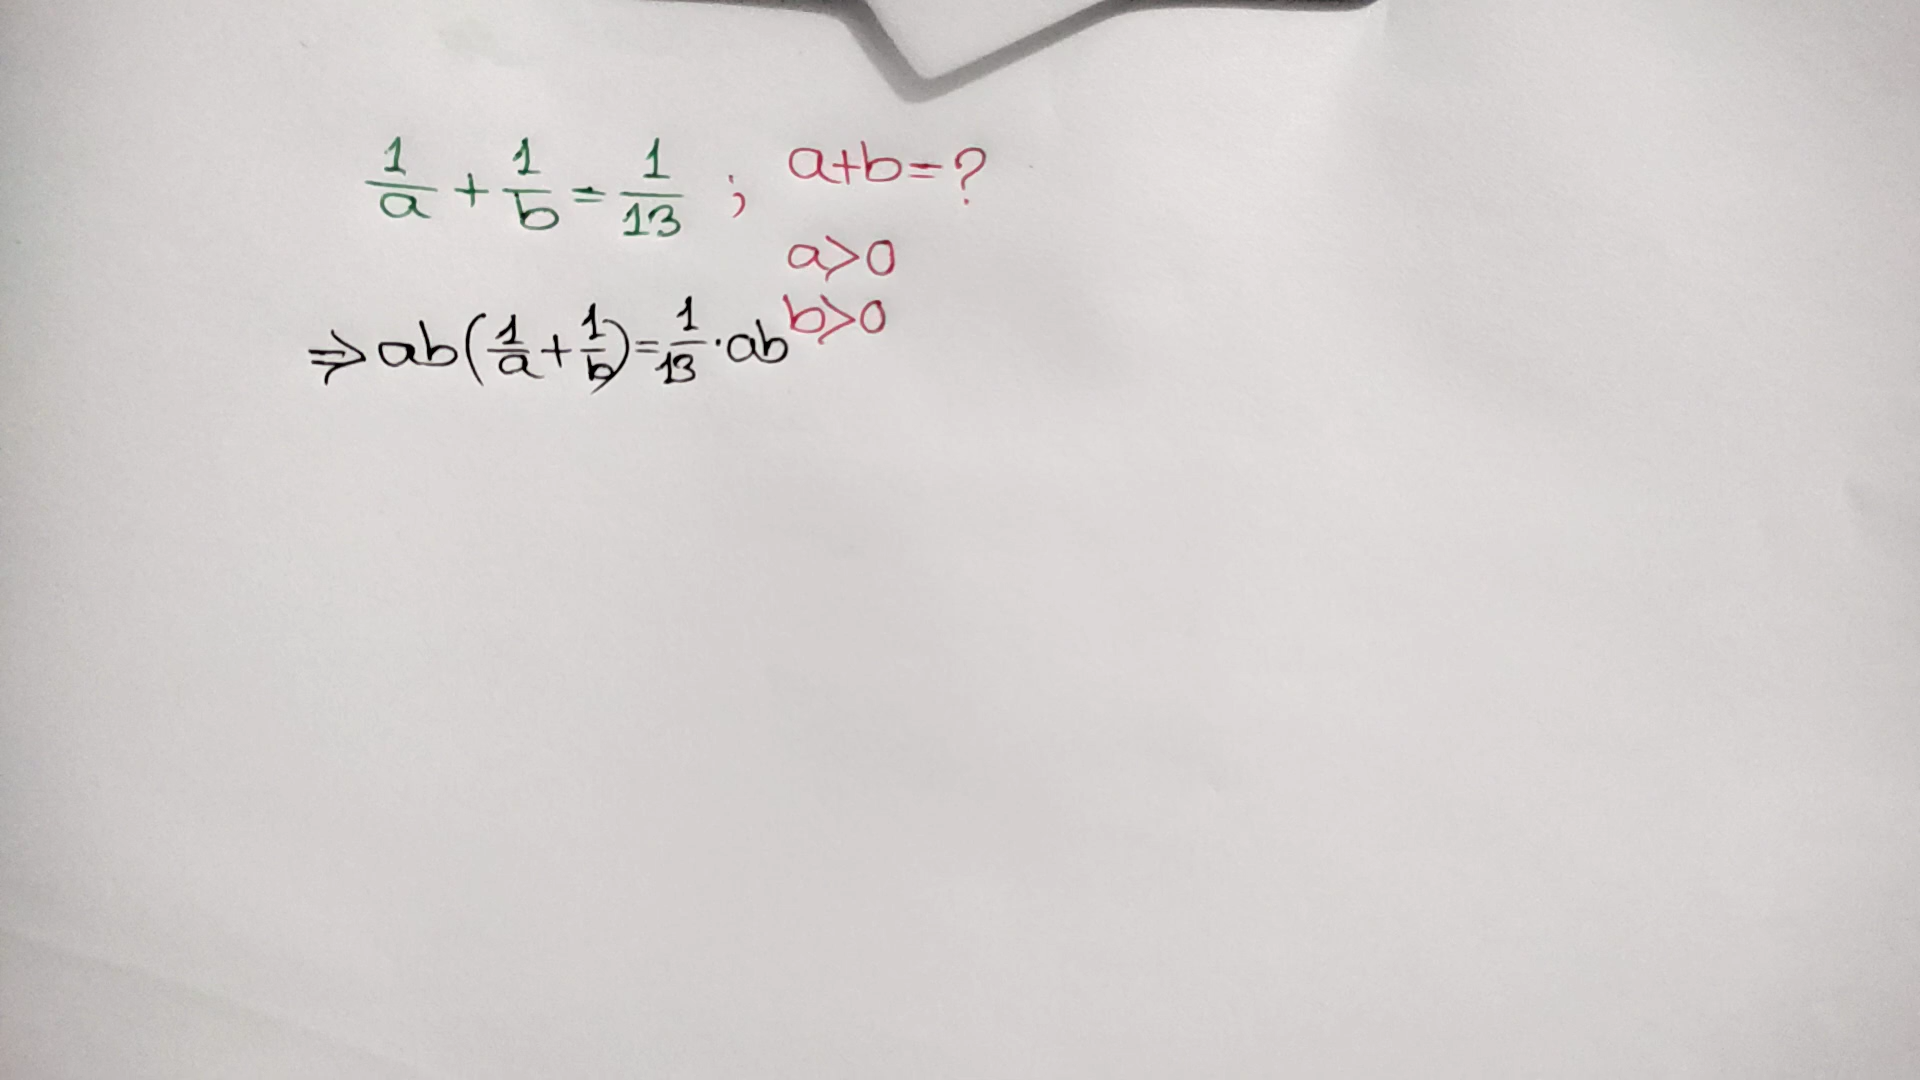 1/a + 1/b = 1/13 ; a+b=?
a>0
b>0
⇒ ab(1/a + 1/b) = 1/13 · ab